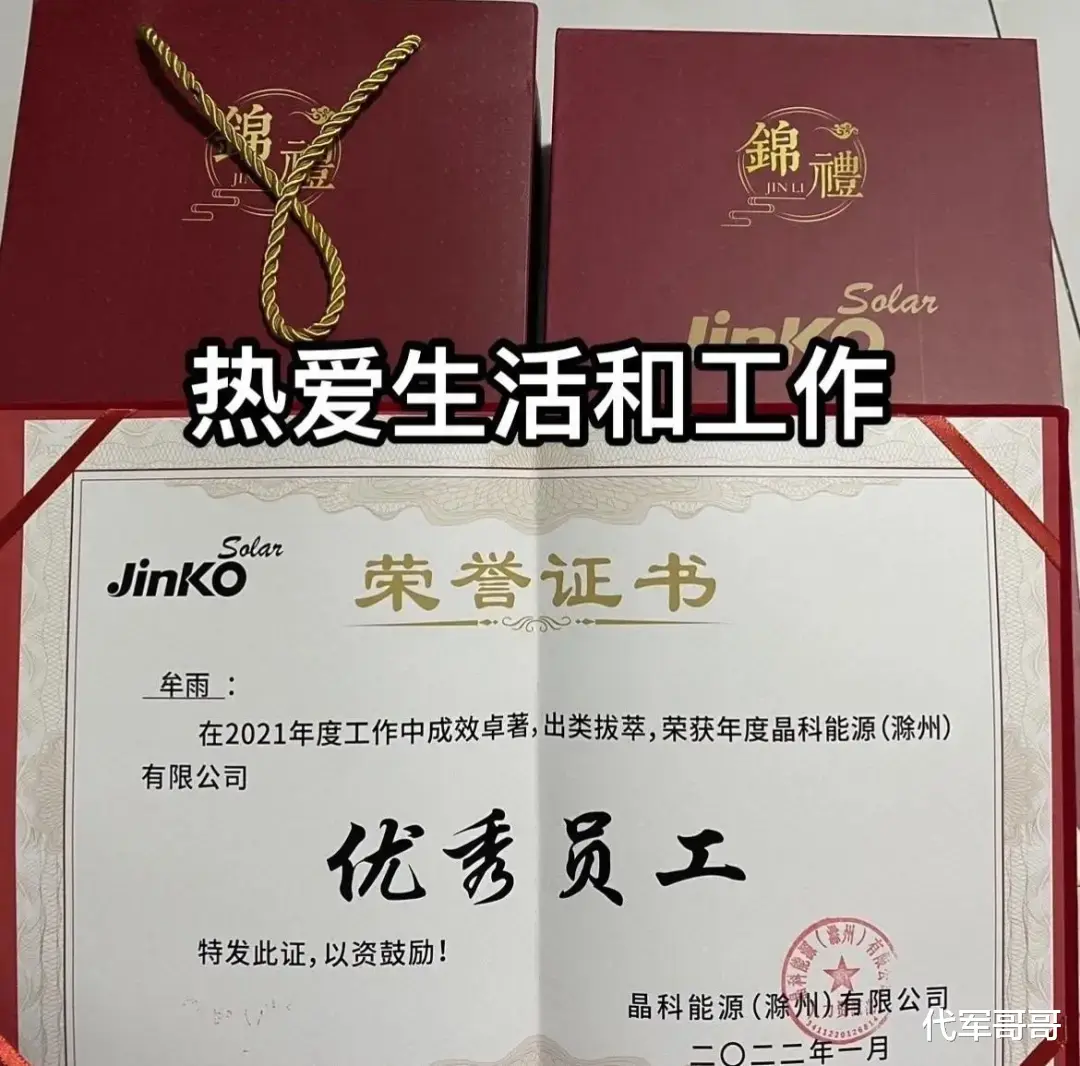 錦禮
JIN LI
錦禮
JIN LI
Solar
JinKO
热爱生活和工作
Solar
JinKO
荣誉证书
牟雨：
在2021年度工作中成效卓著，出类拔萃，荣获年度晶科能源（滁州）
有限公司
优秀员工
特发此证，以资鼓励！
晶科能源（滁州）有限公司
二〇二二年一月
代军哥哥